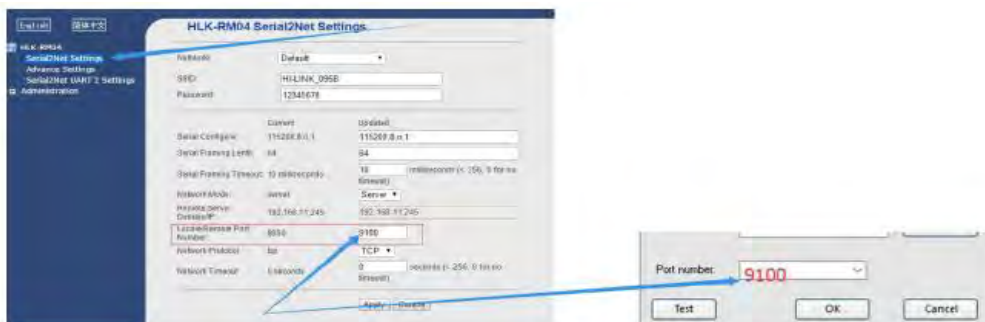 English 简体中文
HLK-RM04 Serial2Net Settings
HLK-RM04
Serial2Net Settings
Advance Settings
Serial2Net UART 2 Settings
Administration
Network: Default
SSID: HI-LINK_095B
Password: 12345678
Current Updated
Serial Configure: 115200,8,n,1 115200,8,n,1
Serial Framing Lenth: 64 64
Serial Framing Timeout: 10 milliseconds 10 milliseconds (< 256, 0 for no timeout)
Network Mode: server Server
Remote Server Domain/IP: 192.168.11.245 192.168.11.245
Locale/Remote Port Number: 9100
Network Protocol: tcp TCP
Network Timeout: 0 seconds 0 seconds (< 256, 0 for no timeout)
Apply Cancel
Port number: 9100
Test OK Cancel